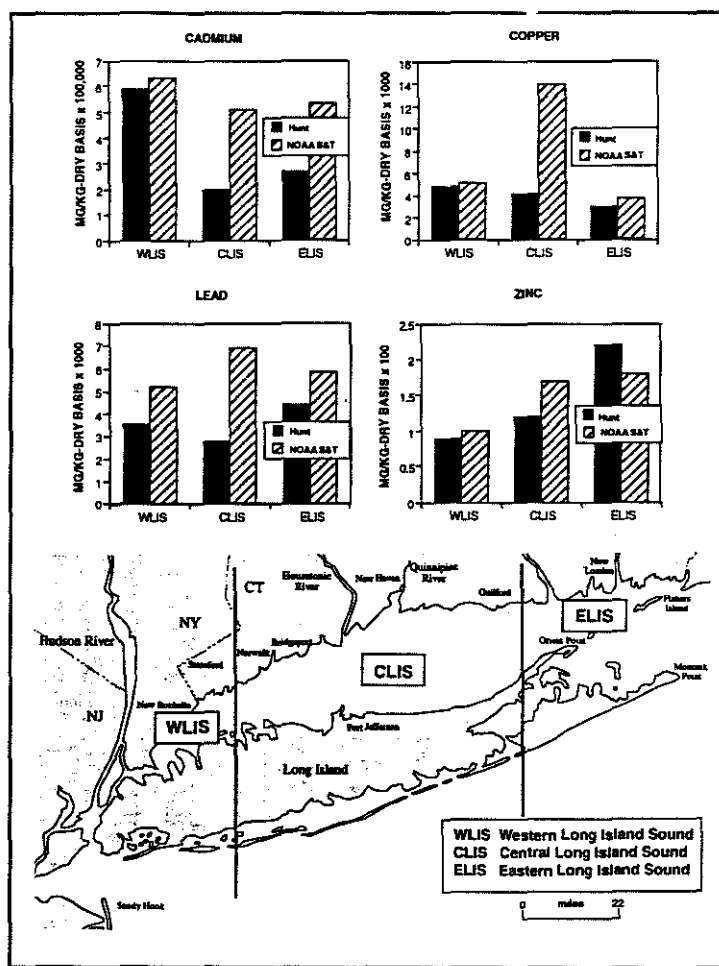 CADMIUM
MG/KG-DRY BASIS x 100,000
7
6
5
4
3
2
1
0
WLIS
CLIS
ELIS
Hunt
NOAA S&T
COPPER
MG/KG-DRY BASIS x 1000
16
14
12
10
8
6
4
2
0
WLIS
CLIS
ELIS
Hunt
NOAA S&T
LEAD
MG/KG-DRY BASIS x 1000
8
7
6
5
4
3
2
1
0
WLIS
CLIS
ELIS
Hunt
NOAA S&T
ZINC
MG/KG-DRY BASIS x 100
2.5
2
1.5
1
0.5
0
WLIS
CLIS
ELIS
Hunt
NOAA S&T
Hudson River
NY
NJ
CT
Housatonic River
New Haven
Quinnipiac River
Guilford
New London
Fishers Island
Stamford
Norwalk
Bridgeport
New Rochelle
WLIS
CLIS
ELIS
Orient Point
Montauk Point
Port Jefferson
Long Island
Sandy Hook
WLIS Western Long Island Sound
CLIS Central Long Island Sound
ELIS Eastern Long Island Sound
0 miles 22